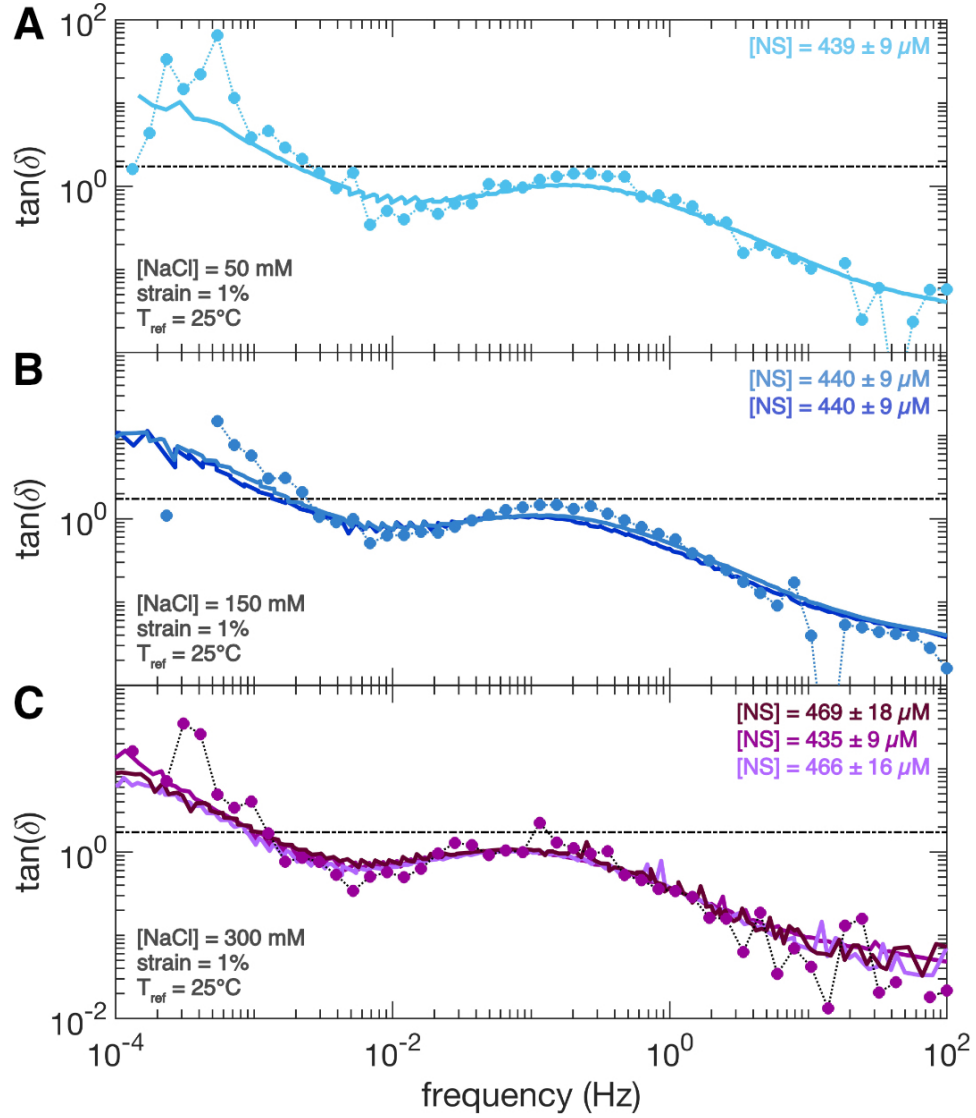 A
10^2
[NS] = 439 ± 9 µM
tan(δ)
10^0
[NaCl] = 50 mM
strain = 1%
T_ref = 25°C
B
[NS] = 440 ± 9 µM
[NS] = 440 ± 9 µM
tan(δ)
10^0
[NaCl] = 150 mM
strain = 1%
T_ref = 25°C
C
[NS] = 469 ± 18 µM
[NS] = 435 ± 9 µM
[NS] = 466 ± 16 µM
tan(δ)
10^0
[NaCl] = 300 mM
strain = 1%
T_ref = 25°C
10^-2
10^-4 10^-2 10^0 10^2
frequency (Hz)